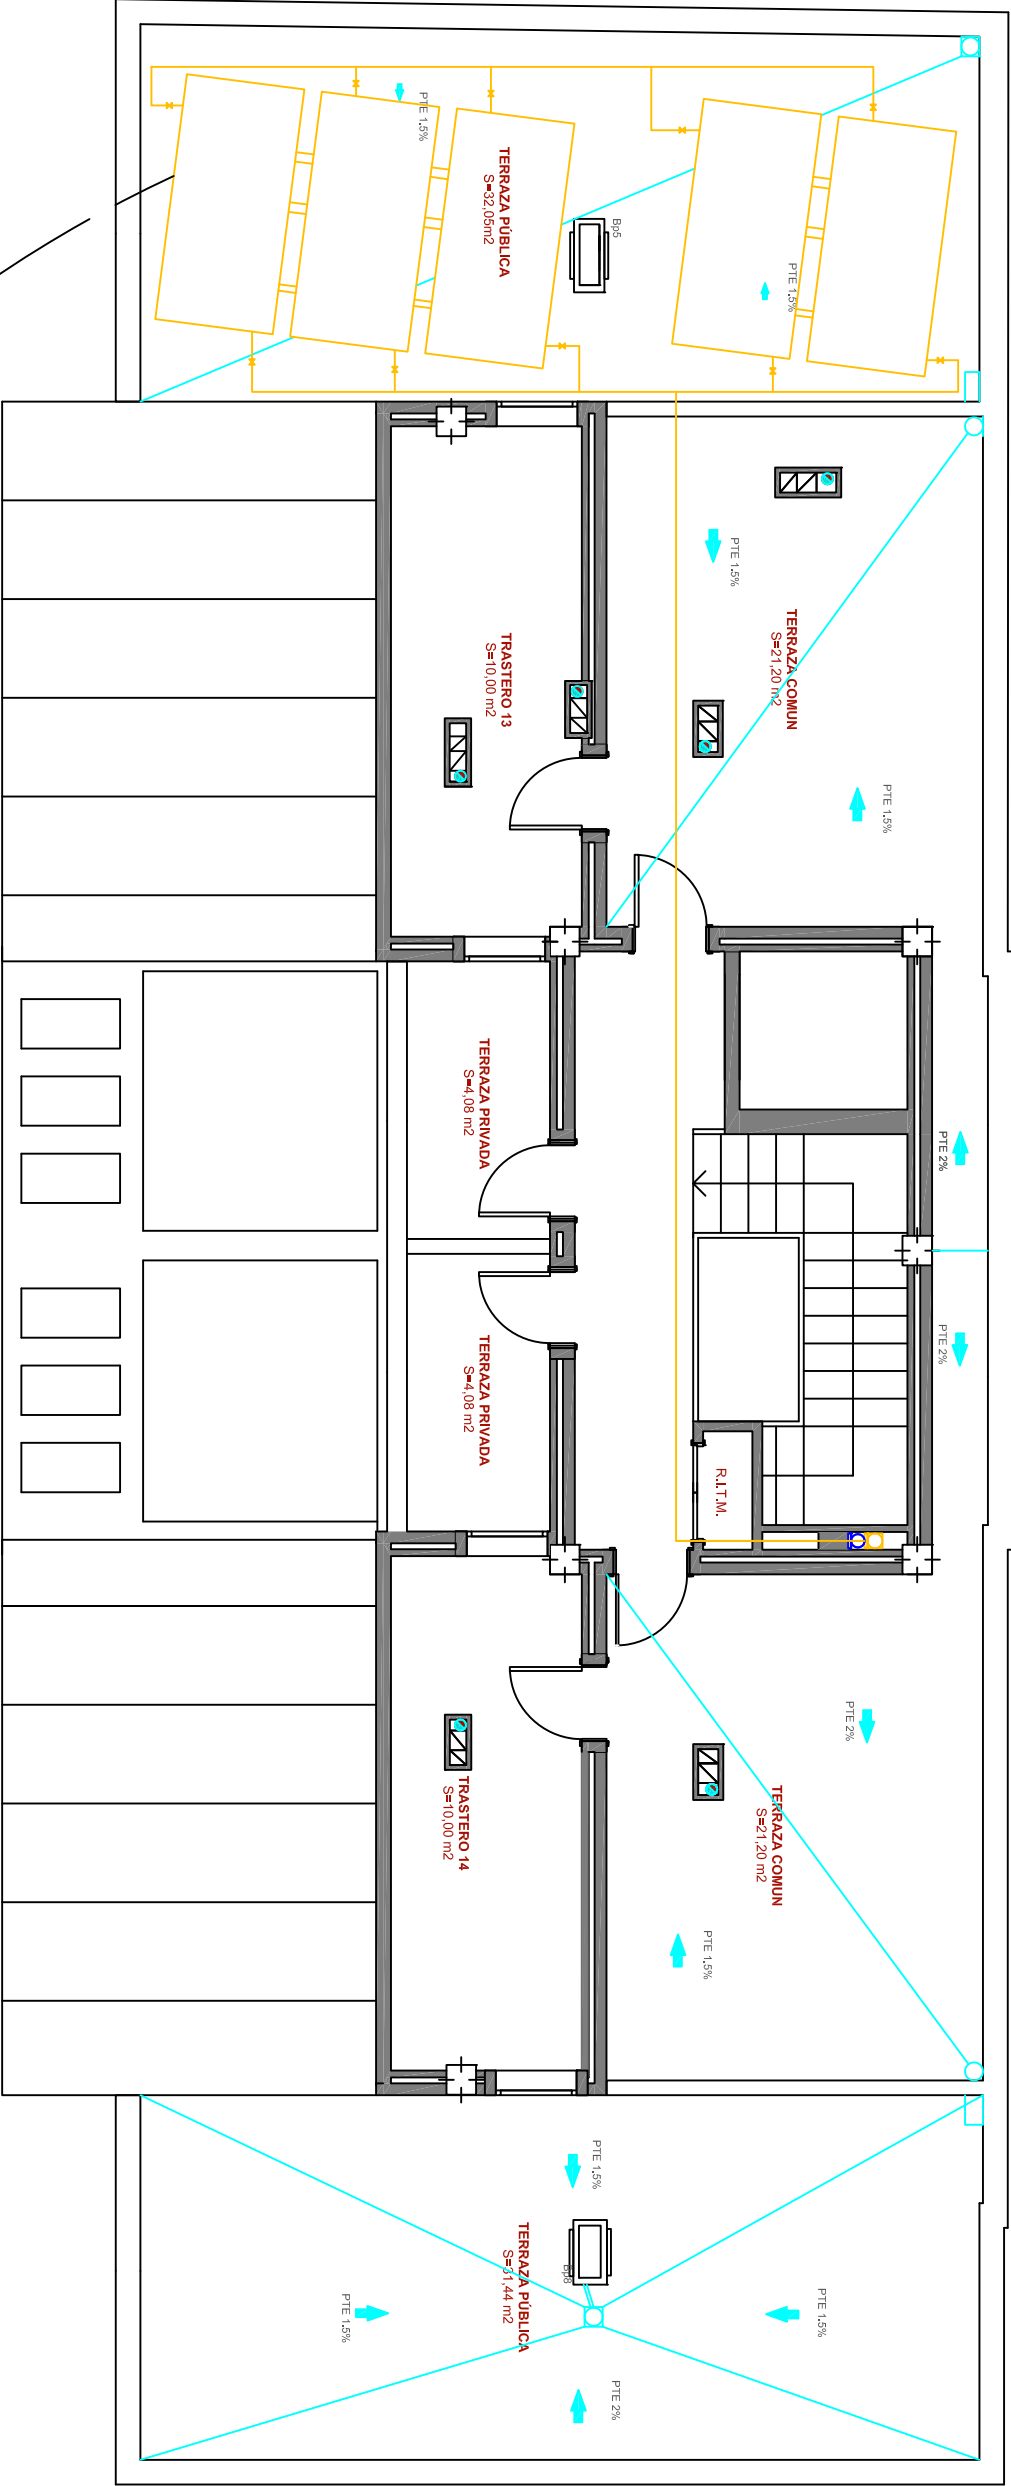 PTE 1.5%
TERRAZA PÚBLICA
S=32,05m2
Bp5
PTE 1.5%
PTE 1.5%
TERRAZA COMUN
S=21,20 m2
TRASTERO 13
S=10,00 m2
PTE 1.5%
TERRAZA PRIVADA
S=4,08 m2
PTE 2%
PTE 2%
TERRAZA PRIVADA
S=4,08 m2
R.I.T.M.
PTE 2%
TERRAZA COMUN
S=21,20 m2
TRASTERO 14
S=10,00 m2
PTE 1.5%
PTE 1.5%
TERRAZA PÚBLICA
S=31,44 m2
Bp8
PTE 1.5%
PTE 1.5%
PTE 2%